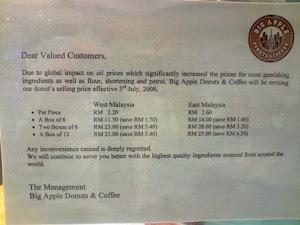 BIG APPLE
DONUTS & COFFEE
Dear Valued Customers,
Due to global impact on oil prices which significantly increased the prices for most garnishing
ingredients as well as flour, shortening and petrol, Big Apple Donuts & Coffee will be revising
our donut's selling price effective 3rd July, 2008.
West Malaysia East Malaysia
• Per Piece RM 2.20 RM 2.60
• A Box of 6 RM 11.50 (save RM 1.70) RM 14.00 (save RM 1.60)
• Two Boxes of 6 RM 23.00 (save RM 3.40) RM 28.00 (save RM 3.20)
• A Box of 12 RM 21.00 (save RM 5.40) RM 25.00 (save RM 6.20)
Any inconvenience caused is deeply regretted.
We will continue to serve you better with the highest quality ingredients sourced from around the
world.
The Management
Big Apple Donuts & Coffee